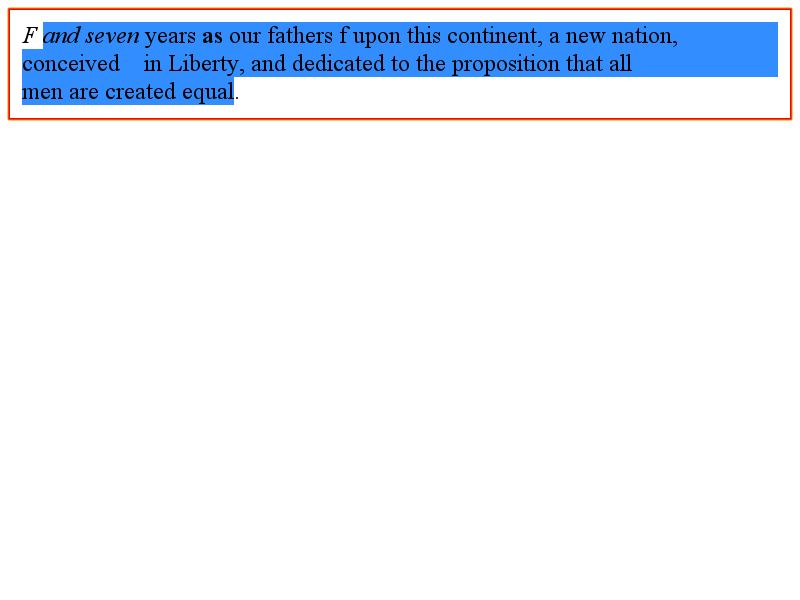 F and seven years as our fathers f upon this continent, a new nation,
conceived    in Liberty, and dedicated to the proposition that all
men are created equal.